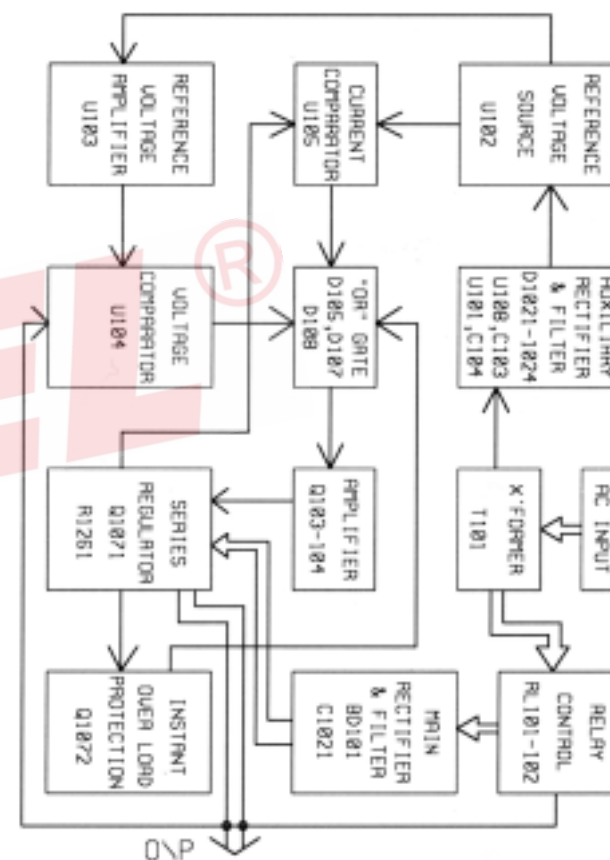 REFERENCE
VOLTAGE
SOURCE
U102
AUXILIARY
RECTIFIER
& FILTER
D1021-1024
U108,C103
U101,C104
AC INPUT
X'FORMER
T101
RELAY
CONTROL
RL101-102
CURRENT
COMPARATOR
U105
"OR" GATE
D105,D107
D108
AMPLIFIER
Q103-104
MAIN
RECTIFIER
& FILTER
BD101
C1021
REFERENCE
VOLTAGE
AMPLIFIER
U103
VOLTAGE
COMPARATOR
U104
SERIES
REGULATOR
Q1071
R1261
INSTANT
OVER LOAD
PROTECTION
Q1072
O/P
EL®